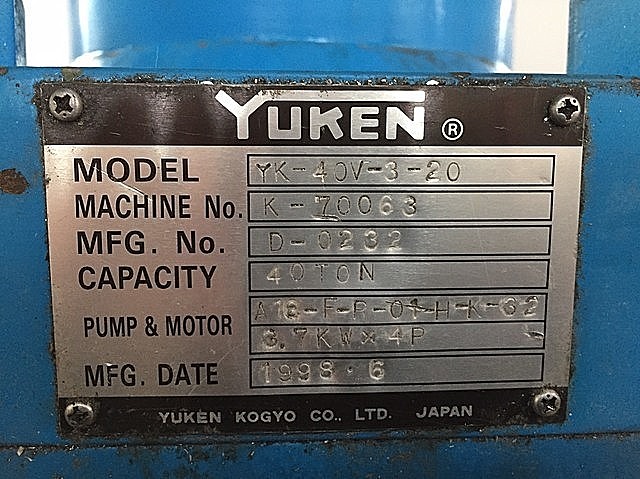 YUKEN ®
MODEL YK-40V-3-20
MACHINE No. K-70063
MFG. No. D-0232
CAPACITY 40TON
PUMP & MOTOR A16-F-R-01-H-K-32
3.7KW×4P
MFG. DATE 1998・6
YUKEN KOGYO CO., LTD. JAPAN